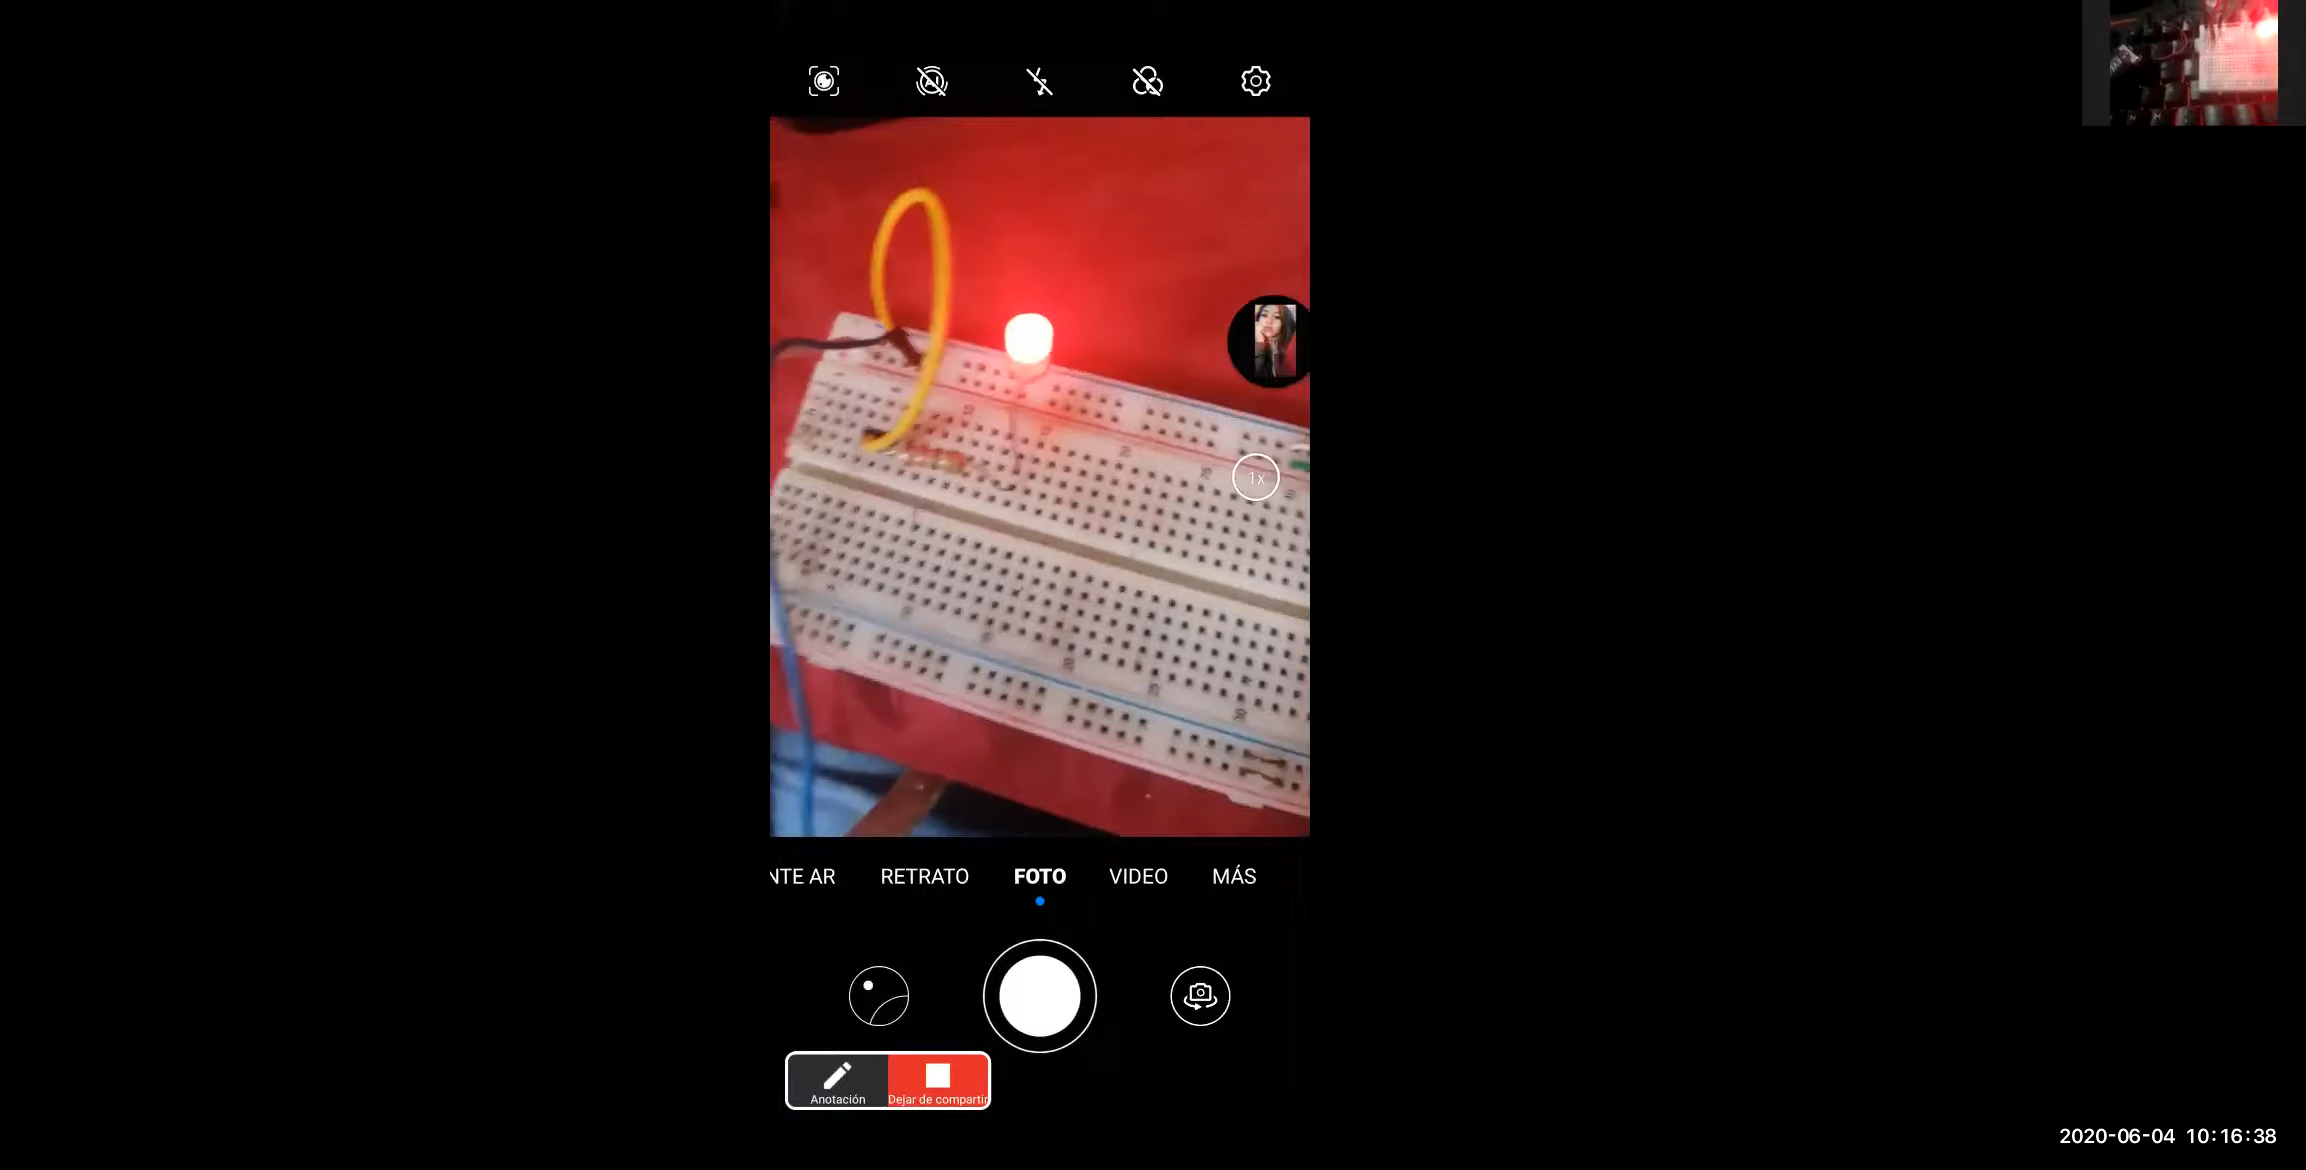 1x
NTE AR RETRATO FOTO VIDEO MÁS
Anotación Dejar de compartir
2020-06-04 10:16:38